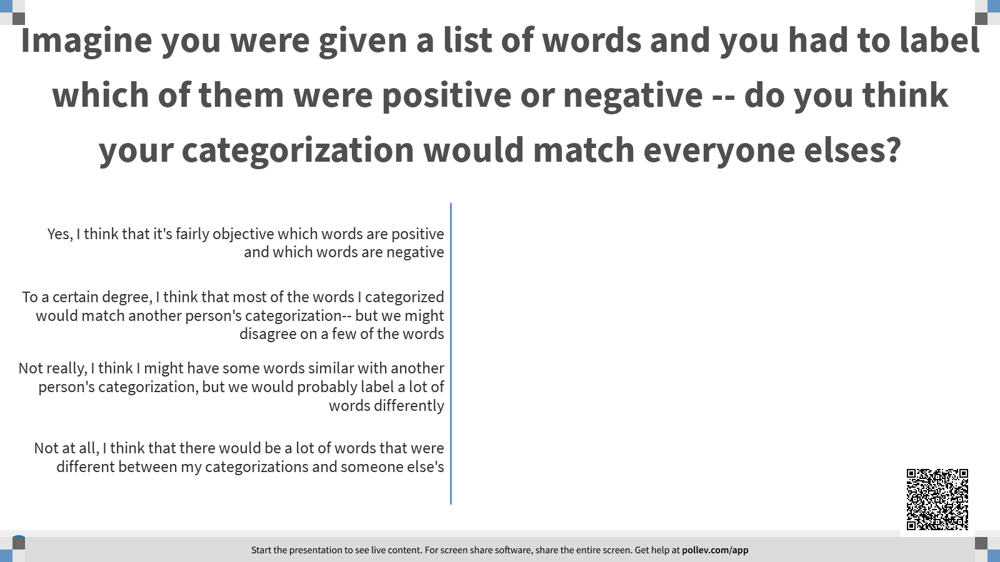 Imagine you were given a list of words and you had to label
which of them were positive or negative -- do you think
your categorization would match everyone elses?
Yes, I think that it's fairly objective which words are positive
and which words are negative
To a certain degree, I think that most of the words I categorized
would match another person's categorization-- but we might
disagree on a few of the words
Not really, I think I might have some words similar with another
person's categorization, but we would probably label a lot of
words differently
Not at all, I think that there would be a lot of words that were
different between my categorizations and someone else's
Start the presentation to see live content. For screen share software, share the entire screen. Get help at pollev.com/app